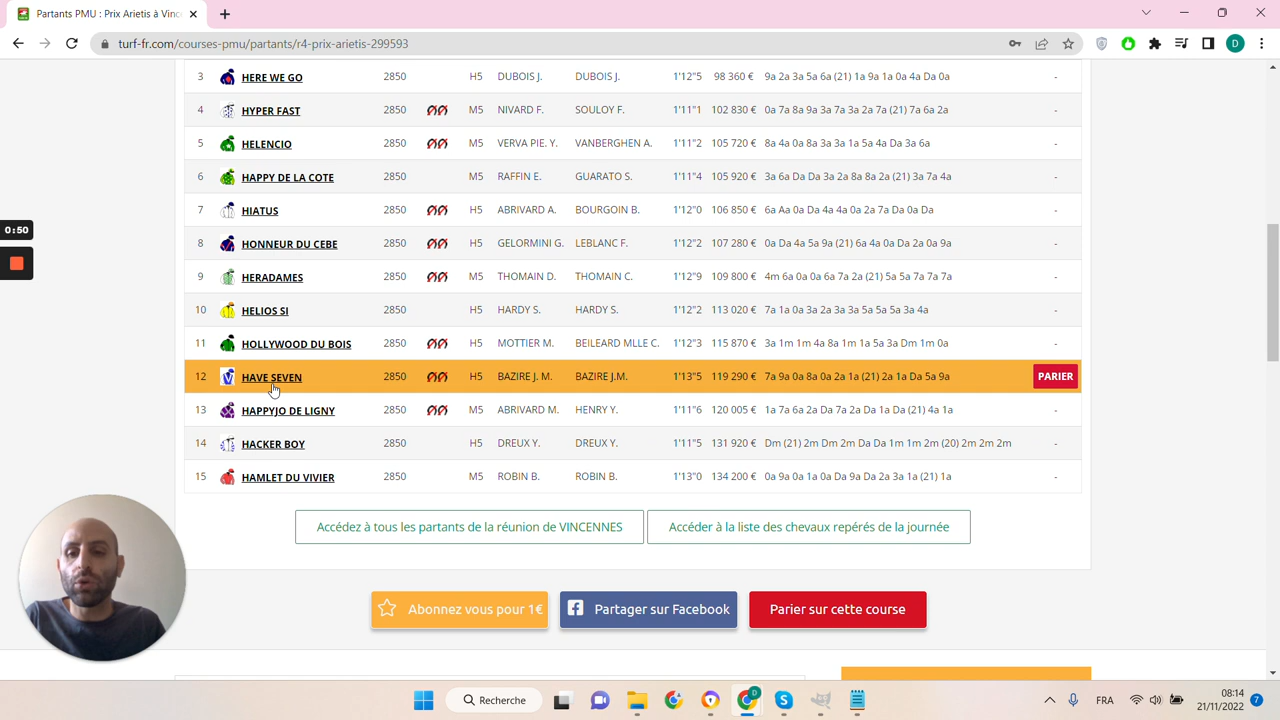 Partants PMU : Prix Arietis à Vinc
turf-fr.com/courses-pmu/partants/r4-prix-arietis-299593
D
3 HERE WE GO 2850 H5 DUBOIS J. DUBOIS J. 1'12"5 98 360 € 9a 2a 3a 5a 6a (21) 1a 9a 1a 0a 4a Da 0a -
4 HYPER FAST 2850 M5 NIVARD F. SOULOY F. 1'11"1 102 830 € 0a 7a 8a 9a 3a 7a 3a 2a 7a (21) 7a 6a 2a -
5 HELENCIO 2850 M5 VERVA PIE. Y. VANBERGHEN A. 1'11"2 105 720 € 8a 4a 0a 8a 3a 3a 1a 5a 4a Da 3a 6a -
6 HAPPY DE LA COTE 2850 M5 RAFFIN E. GUARATO S. 1'11"4 105 920 € 3a 6a Da Da 3a 2a 8a 8a 2a (21) 3a 7a 4a -
7 HIATUS 2850 H5 ABRIVARD A. BOURGOIN B. 1'12"0 106 850 € 6a Aa 0a Da 4a 4a 0a 2a 7a Da 0a Da -
8 HONNEUR DU CEBE 2850 H5 GELORMINI G. LEBLANC F. 1'12"2 107 280 € 0a Da 4a 5a 9a (21) 6a 4a 0a Da 2a 0a 9a -
9 HERADAMES 2850 M5 THOMAIN D. THOMAIN C. 1'12"9 109 800 € 4m 6a 0a 0a 6a 7a 2a (21) 5a 5a 7a 7a 7a -
10 HELIOS SI 2850 H5 HARDY S. HARDY S. 1'12"2 113 020 € 7a 1a 0a 3a 2a 3a 3a 5a 5a 5a 3a 4a -
11 HOLLYWOOD DU BOIS 2850 H5 MOTTIER M. BEILEARD MLLE C. 1'12"3 115 870 € 3a 1m 1m 4a 8a 1m 1a 5a 3a Dm 1m 0a -
12 HAVE SEVEN 2850 H5 BAZIRE J. M. BAZIRE J.M. 1'13"5 119 290 € 7a 9a 0a 8a 0a 2a 1a (21) 2a 1a Da 5a 9a PARIER
13 HAPPYJO DE LIGNY 2850 M5 ABRIVARD M. HENRY Y. 1'11"6 120 005 € 1a 7a 6a 2a Da 7a 2a Da 1a Da (21) 4a 1a -
14 HACKER BOY 2850 H5 DREUX Y. DREUX Y. 1'11"5 131 920 € Dm (21) 2m Dm 2m Da Da 1m 1m 2m (20) 2m 2m 2m -
15 HAMLET DU VIVIER 2850 M5 ROBIN B. ROBIN B. 1'13"0 134 200 € 0a 9a 0a 1a 0a Da 9a Da 2a 3a 1a (21) 1a -
0:50
Accédez à tous les partants de la réunion de VINCENNES
Accéder à la liste des chevaux repérés de la journée
Abonnez vous pour 1€
Partager sur Facebook
Parier sur cette course
Recherche
D
FRA
08:14
21/11/2022
7